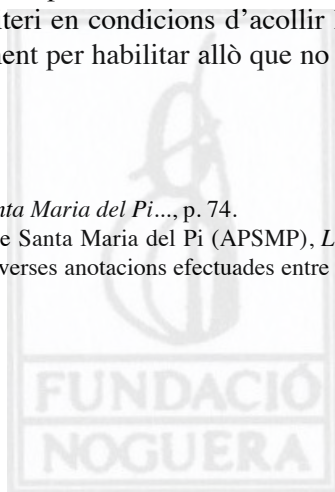 teri en condicions d’acollir
ent per habilitar allò que no
nta Maria del Pi..., p. 74.
e Santa Maria del Pi (APSMP), L
verses anotacions efectuades entre
FUNDACIÓ
NOGUERA